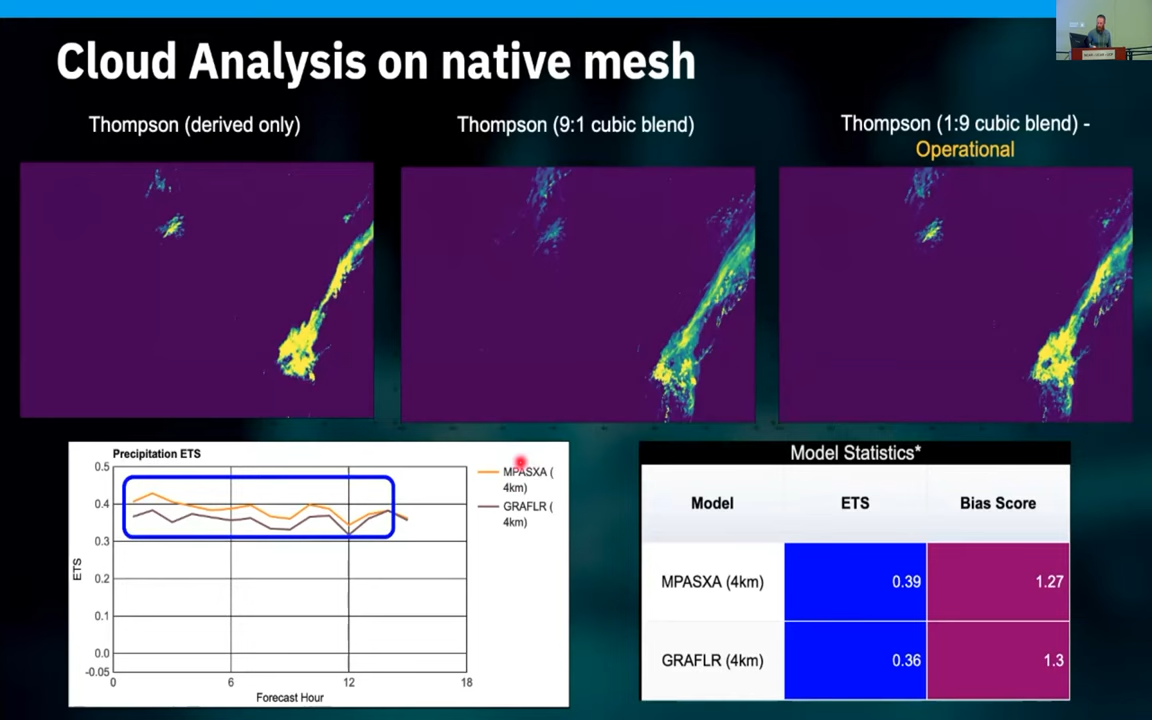 Cloud Analysis on native mesh
Thompson (derived only)
Thompson (9:1 cubic blend)
Thompson (1:9 cubic blend) -
Operational
Precipitation ETS
0.5
0.4
0.3
0.2
0.1
0.0
-0.05
ETS
0
6
12
18
Forecast Hour
MPASXA (
4km)
GRAFLR (
4km)
Model Statistics*
Model
ETS
Bias Score
MPASXA (4km)
0.39
1.27
GRAFLR (4km)
0.36
1.3